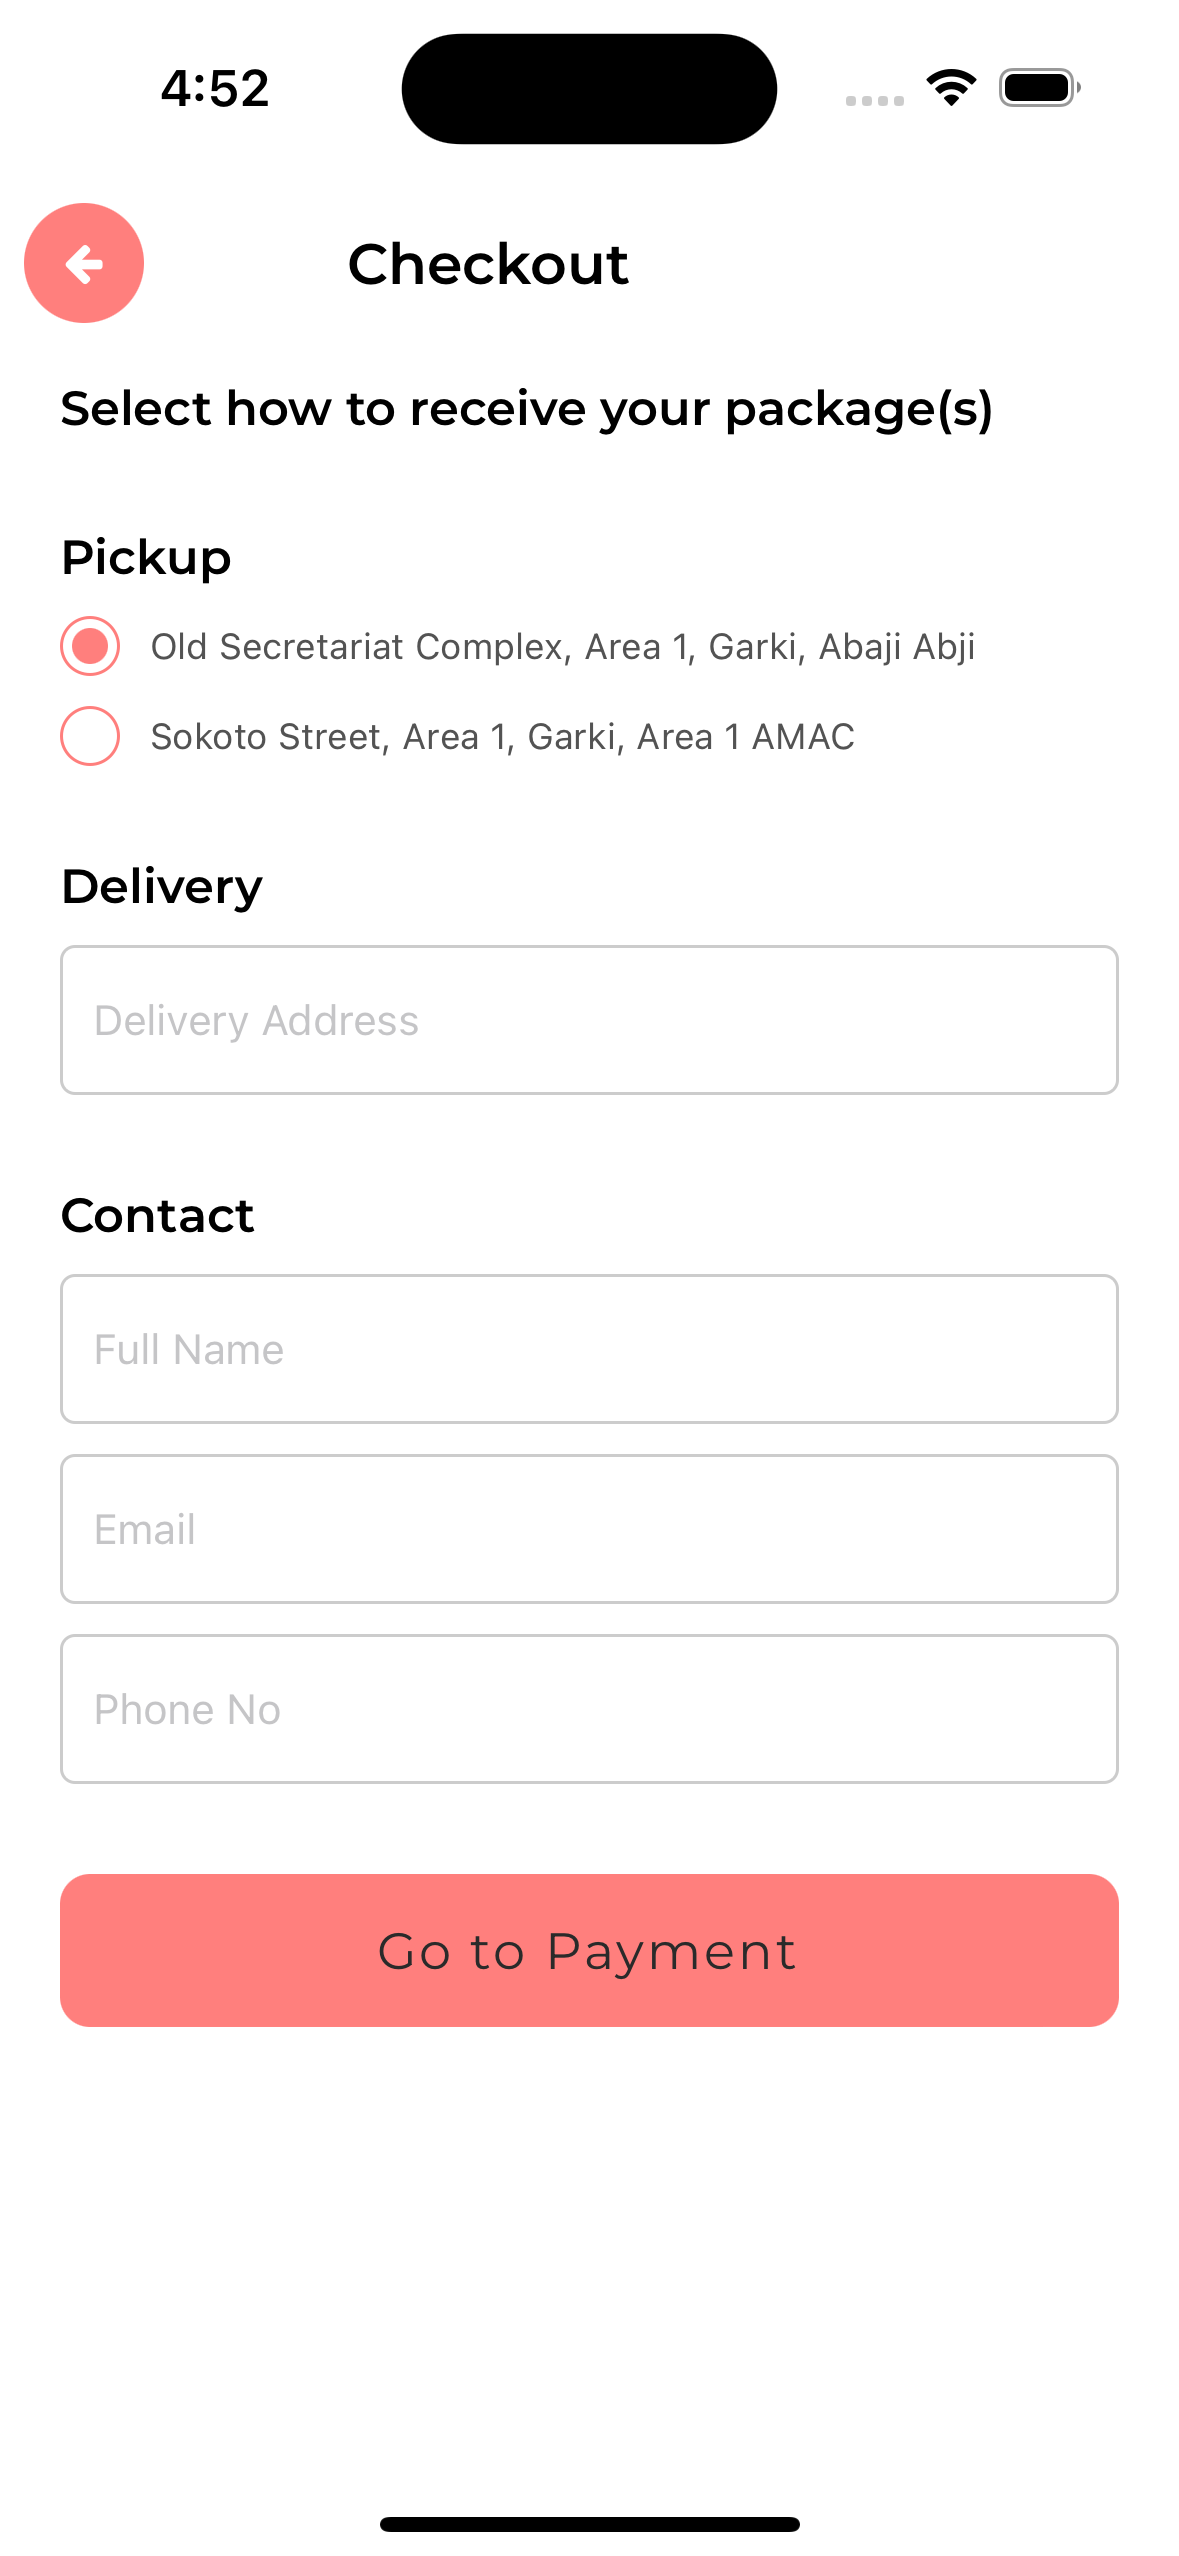 4:52
Checkout
Select how to receive your package(s)
Pickup
Old Secretariat Complex, Area 1, Garki, Abaji Abji
Sokoto Street, Area 1, Garki, Area 1 AMAC
Delivery
Delivery Address
Contact
Full Name
Email
Phone No
Go to Payment